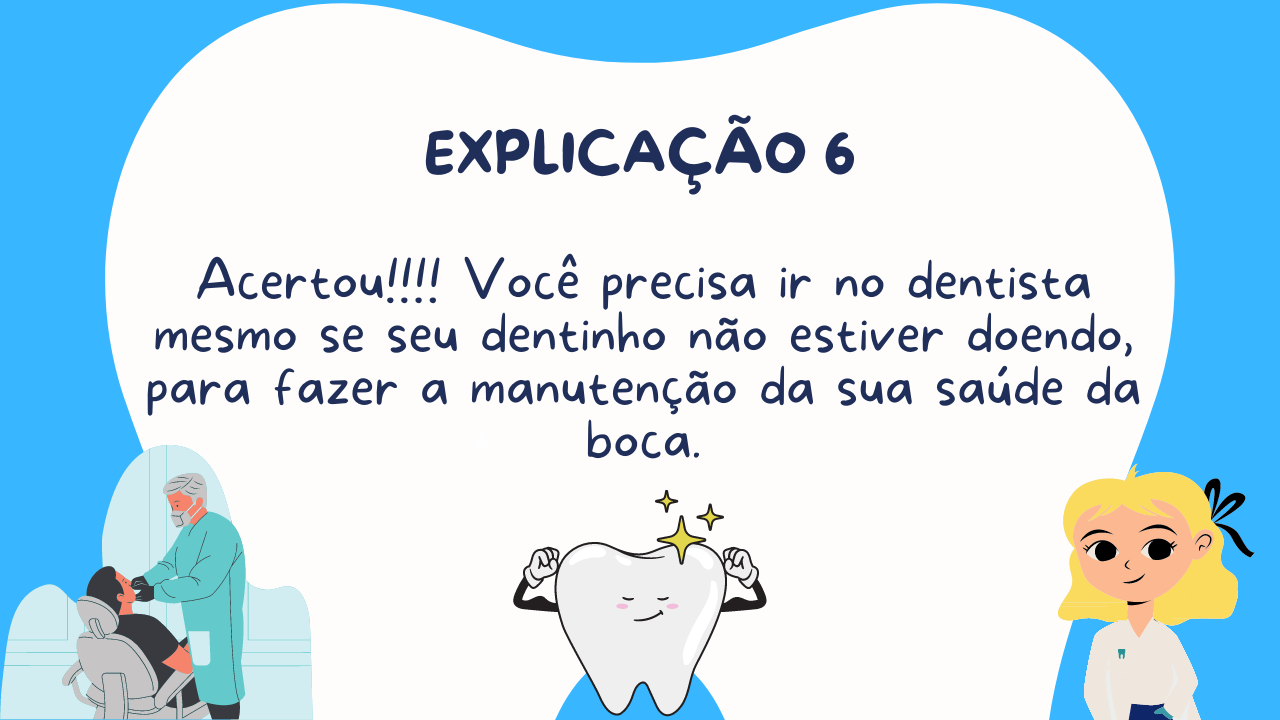 EXPLICAÇÃO 6
Acertou!!!! Você precisa ir no dentista
mesmo se seu dentinho não estiver doendo,
para fazer a manutenção da sua saúde da
boca.